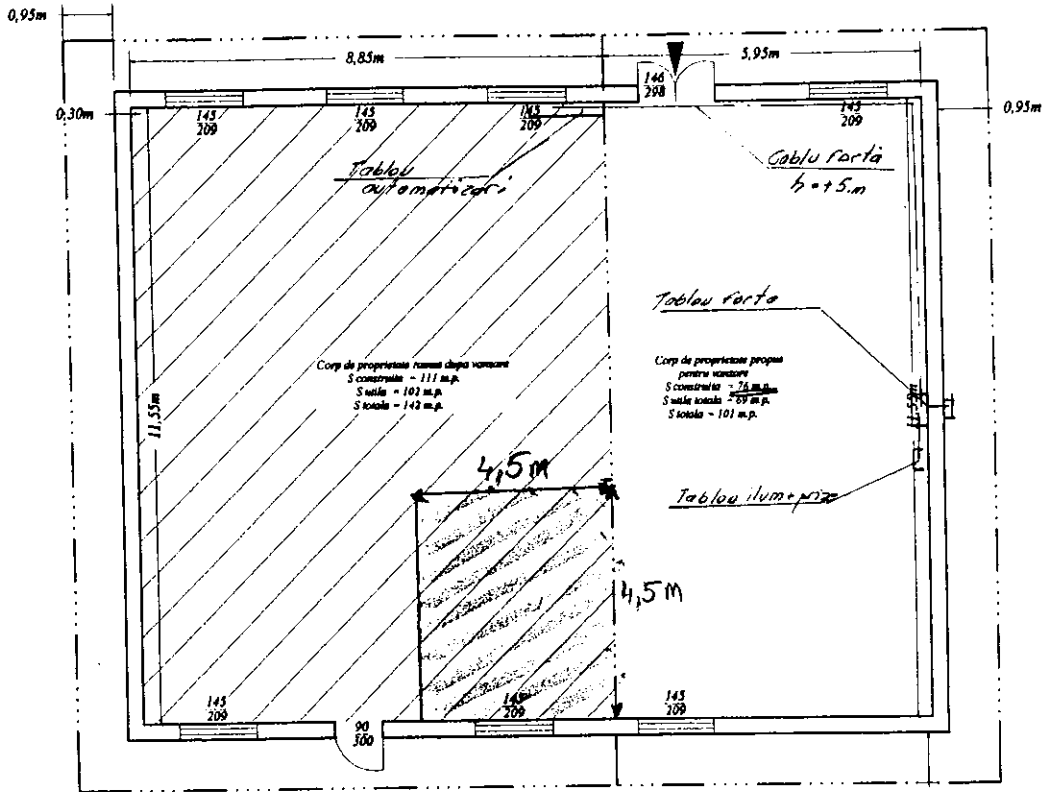 0,95m
8,85m
5,95m
146
298
0,30m
145
209
145
209
145
209
145
209
0,95m
Tablou
automatizari
Cablu forta
h=+5.m
Tablou forta
Corp de proprietate ramas dupa vanzare
S construita = 111 m.p.
S utila = 102 m.p.
S totala = 142 m.p.
Corp de proprietate propus
pentru vanzare
S construita = 76 m.p.
S utila totala = 69 m.p.
S totala = 101 m.p.
11,55m
4,5m
Tablou ilum+prize
4,5m
145
209
90
300
145
209
145
209